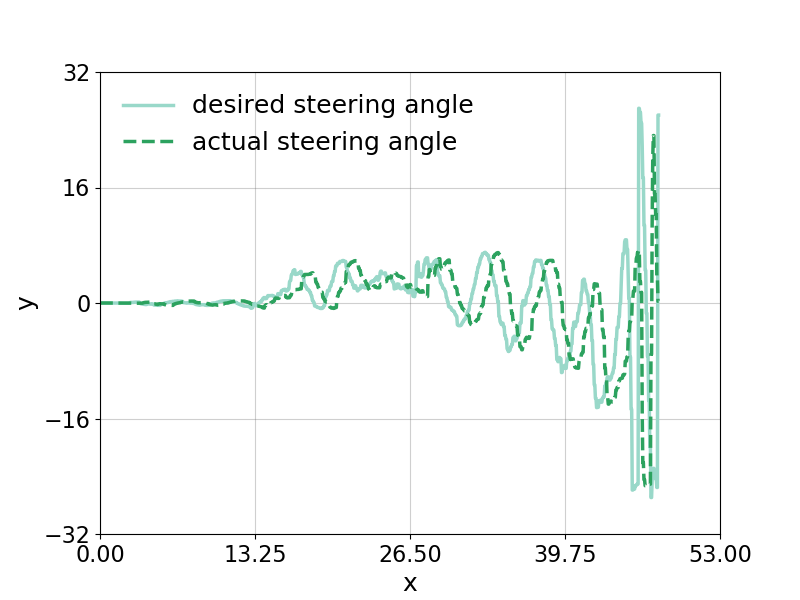 32
desired steering angle
actual steering angle
16
y
0
−16
−32
0.00 13.25 26.50 39.75 53.00
x